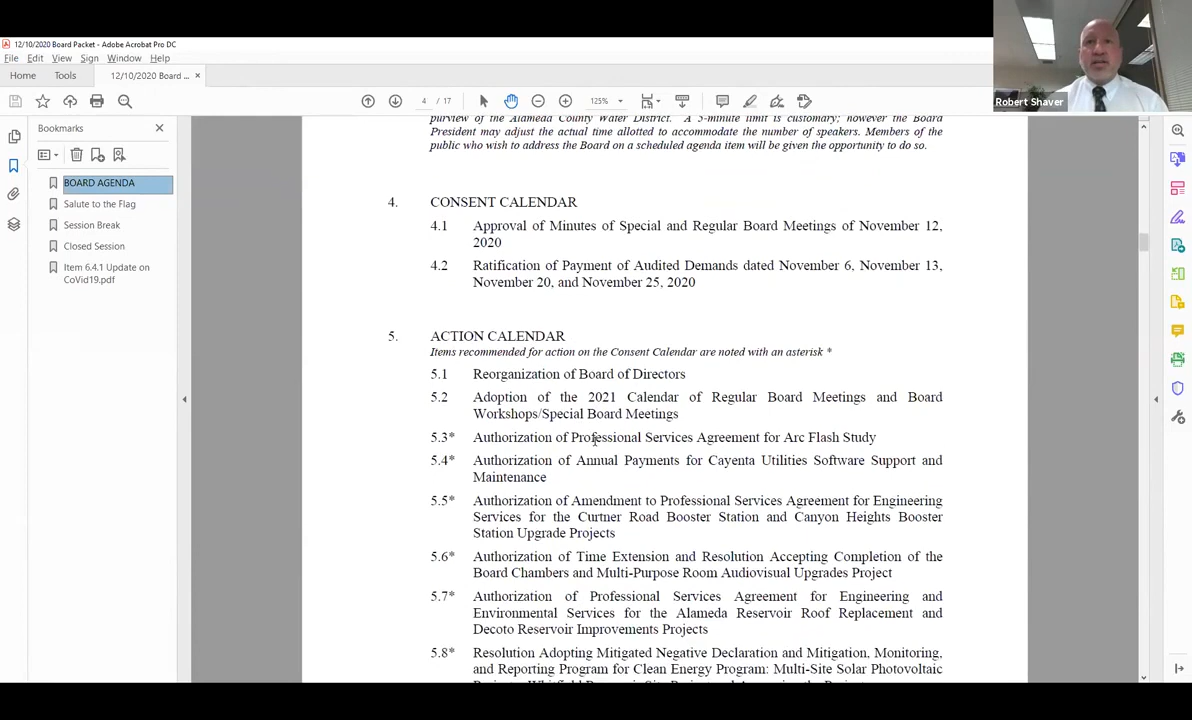 12/10/2020 Board Packet - Adobe Acrobat Pro DC
File Edit View Sign Window Help
Home Tools 12/10/2020 Board ... ×
4 / 17 125%
Robert Shaver
Bookmarks
BOARD AGENDA
Salute to the Flag
Session Break
Closed Session
Item 6.4.1 Update on
CoVid19.pdf
purview of the Alameda County Water District. A 5-minute limit is customary; however the Board
President may adjust the actual time allotted to accommodate the number of speakers. Members of the
public who wish to address the Board on a scheduled agenda item will be given the opportunity to do so.
4. CONSENT CALENDAR
4.1 Approval of Minutes of Special and Regular Board Meetings of November 12,
2020
4.2 Ratification of Payment of Audited Demands dated November 6, November 13,
November 20, and November 25, 2020
5. ACTION CALENDAR
Items recommended for action on the Consent Calendar are noted with an asterisk *
5.1 Reorganization of Board of Directors
5.2 Adoption of the 2021 Calendar of Regular Board Meetings and Board
Workshops/Special Board Meetings
5.3* Authorization of Professional Services Agreement for Arc Flash Study
5.4* Authorization of Annual Payments for Cayenta Utilities Software Support and
Maintenance
5.5* Authorization of Amendment to Professional Services Agreement for Engineering
Services for the Curtner Road Booster Station and Canyon Heights Booster
Station Upgrade Projects
5.6* Authorization of Time Extension and Resolution Accepting Completion of the
Board Chambers and Multi-Purpose Room Audiovisual Upgrades Project
5.7* Authorization of Professional Services Agreement for Engineering and
Environmental Services for the Alameda Reservoir Roof Replacement and
Decoto Reservoir Improvements Projects
5.8* Resolution Adopting Mitigated Negative Declaration and Mitigation, Monitoring,
and Reporting Program for Clean Energy Program: Multi-Site Solar Photovoltaic